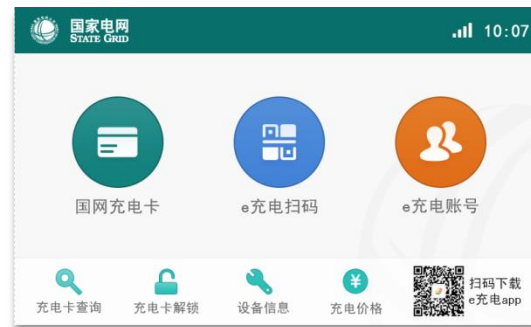 国家电网
STATE GRID
10:07
国网充电卡
e充电扫码
e充电账号
充电卡查询
充电卡解锁
设备信息
¥
充电价格
扫码下载
e充电app